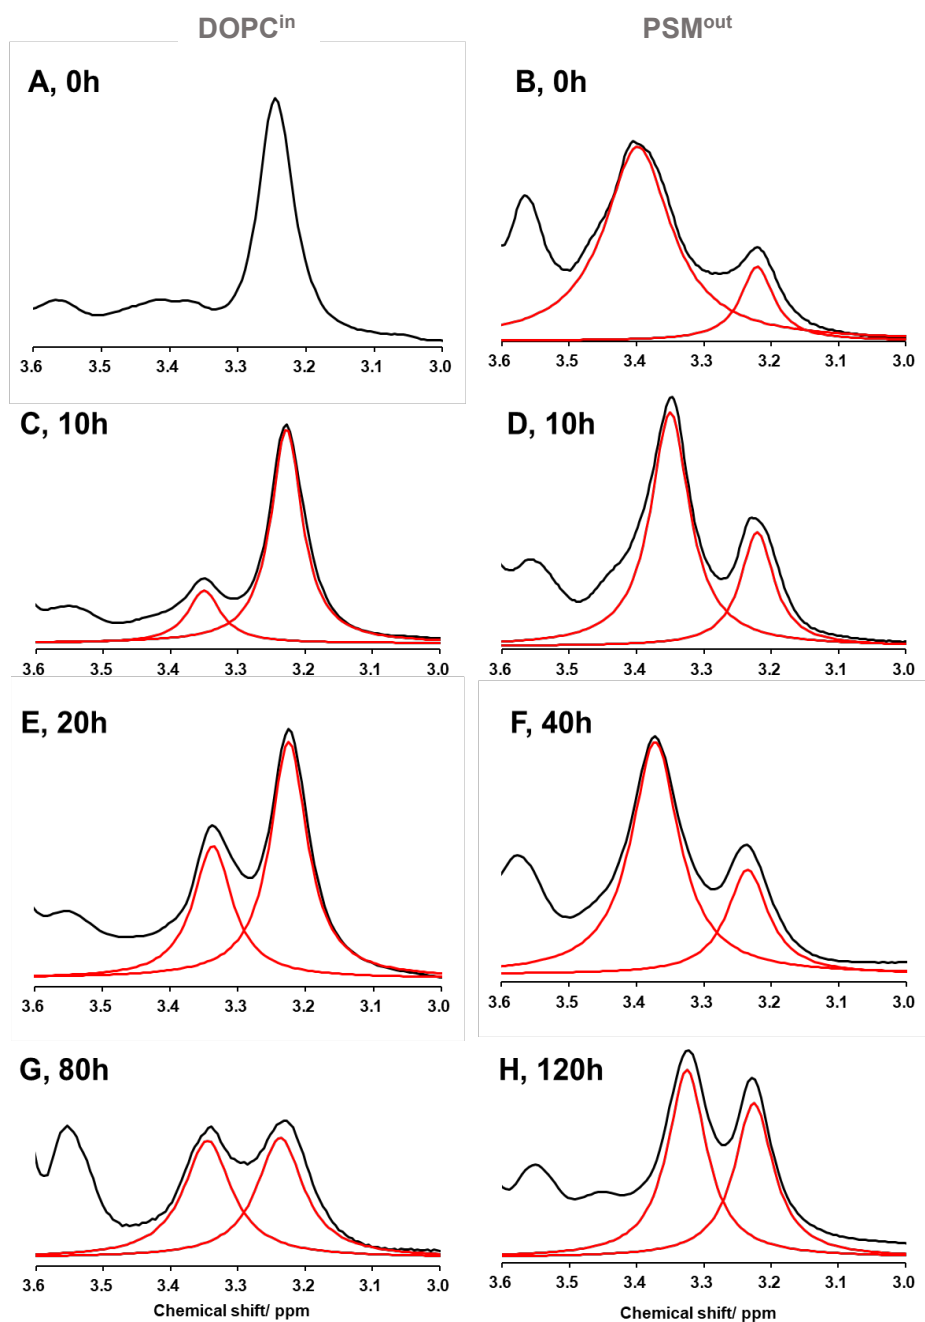 DOPCin PSMout
A, 0h B, 0h
3.6 3.5 3.4 3.3 3.2 3.1 3.0 3.6 3.5 3.4 3.3 3.2 3.1 3.0
C, 10h D, 10h
3.6 3.5 3.4 3.3 3.2 3.1 3.0 3.6 3.5 3.4 3.3 3.2 3.1 3.0
E, 20h F, 40h
3.6 3.5 3.4 3.3 3.2 3.1 3.0 3.6 3.5 3.4 3.3 3.2 3.1 3.0
G, 80h H, 120h
3.6 3.5 3.4 3.3 3.2 3.1 3.0 3.6 3.5 3.4 3.3 3.2 3.1 3.0
Chemical shift/ ppm Chemical shift/ ppm